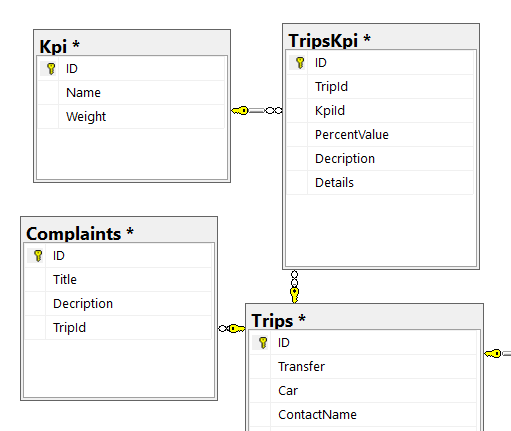 Kpi *
ID
Name
Weight
TripsKpi *
ID
TripId
KpiId
PercentValue
Decription
Details
Complaints *
ID
Title
Decription
TripId
Trips *
ID
Transfer
Car
ContactName